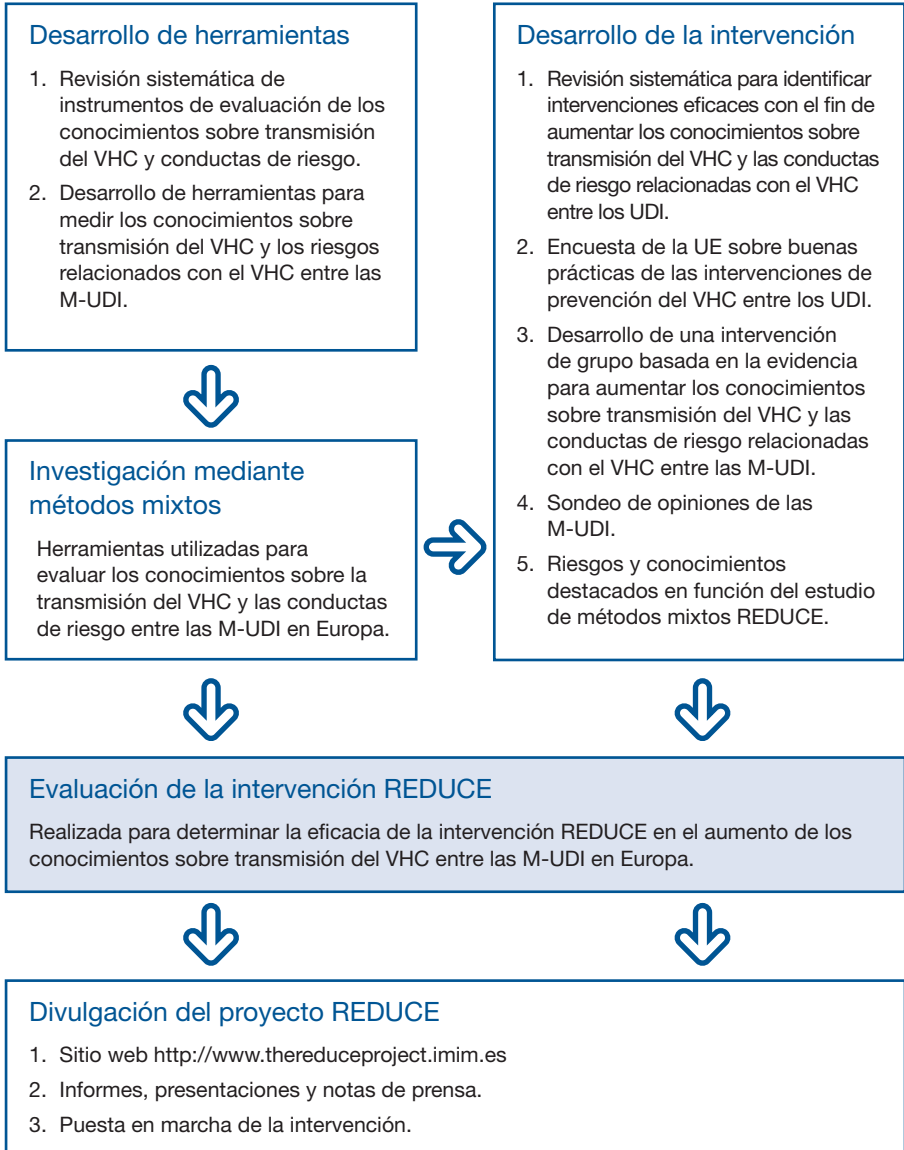 Desarrollo de herramientas
1. Revisión sistemática de
instrumentos de evaluación de los
conocimientos sobre transmisión
del VHC y conductas de riesgo.
2. Desarrollo de herramientas para
medir los conocimientos sobre
transmisión del VHC y los riesgos
relacionados con el VHC entre las
M-UDI.
Investigación mediante
métodos mixtos
Herramientas utilizadas para
evaluar los conocimientos sobre la
transmisión del VHC y las conductas
de riesgo entre las M-UDI en Europa.
Desarrollo de la intervención
1. Revisión sistemática para identificar
intervenciones eficaces con el fin de
aumentar los conocimientos sobre
transmisión del VHC y las conductas
de riesgo relacionadas con el VHC
entre los UDI.
2. Encuesta de la UE sobre buenas
prácticas de las intervenciones de
prevención del VHC entre los UDI.
3. Desarrollo de una intervención
de grupo basada en la evidencia
para aumentar los conocimientos
sobre transmisión del VHC y las
conductas de riesgo relacionadas
con el VHC entre las M-UDI.
4. Sondeo de opiniones de las
M-UDI.
5. Riesgos y conocimientos
destacados en función del estudio
de métodos mixtos REDUCE.
Evaluación de la intervención REDUCE
Realizada para determinar la eficacia de la intervención REDUCE en el aumento de los
conocimientos sobre transmisión del VHC entre las M-UDI en Europa.
Divulgación del proyecto REDUCE
1. Sitio web http://www.thereduceproject.imim.es
2. Informes, presentaciones y notas de prensa.
3. Puesta en marcha de la intervención.